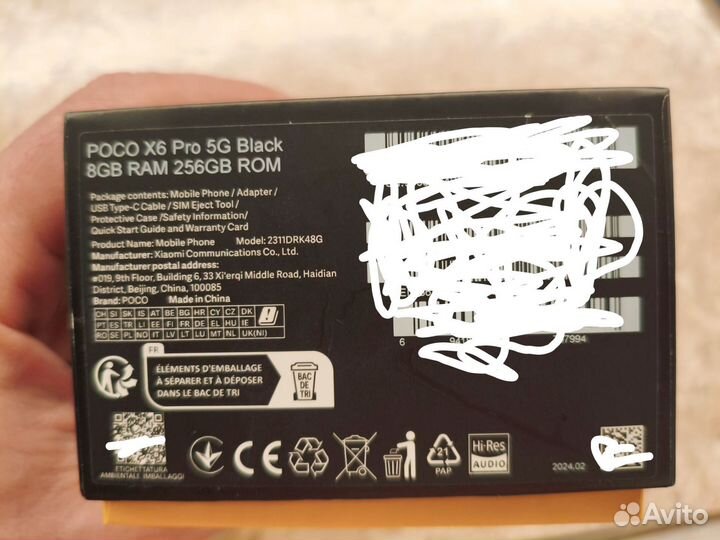 POCO X6 Pro 5G Black
8GB RAM 256GB ROM
Package contents: Mobile Phone / Adapter /
USB Type-C Cable / SIM Eject Tool /
Protective Case /Safety Information/
Quick Start Guide and Warranty Card
Product Name: Mobile Phone Model: 2311DRK48G
Manufacturer: Xiaomi Communications Co., Ltd.
Manufacturer postal address:
#019, 9th Floor, Building 6, 33 Xi'erqi Middle Road, Haidian
District, Beijing, China, 100085
Brand: POCO Made in China
CH SI SK IS AT BE BG HR CY CZ DK
PT ES TR LI EE FI FR DE EL HU IE
RO SE PL NO IT LV LT LU MT NL UK(NI)
FR
ÉLÉMENTS D'EMBALLAGE
À SÉPARER ET À DÉPOSER
DANS LE BAC DE TRI
BAC
DE
TRI
6
7994
ETICHETTATURA
AMBIENTALE IMBALLAGGI
CE
21
PAP
Hi-Res
AUDIO
2024.02
Avito